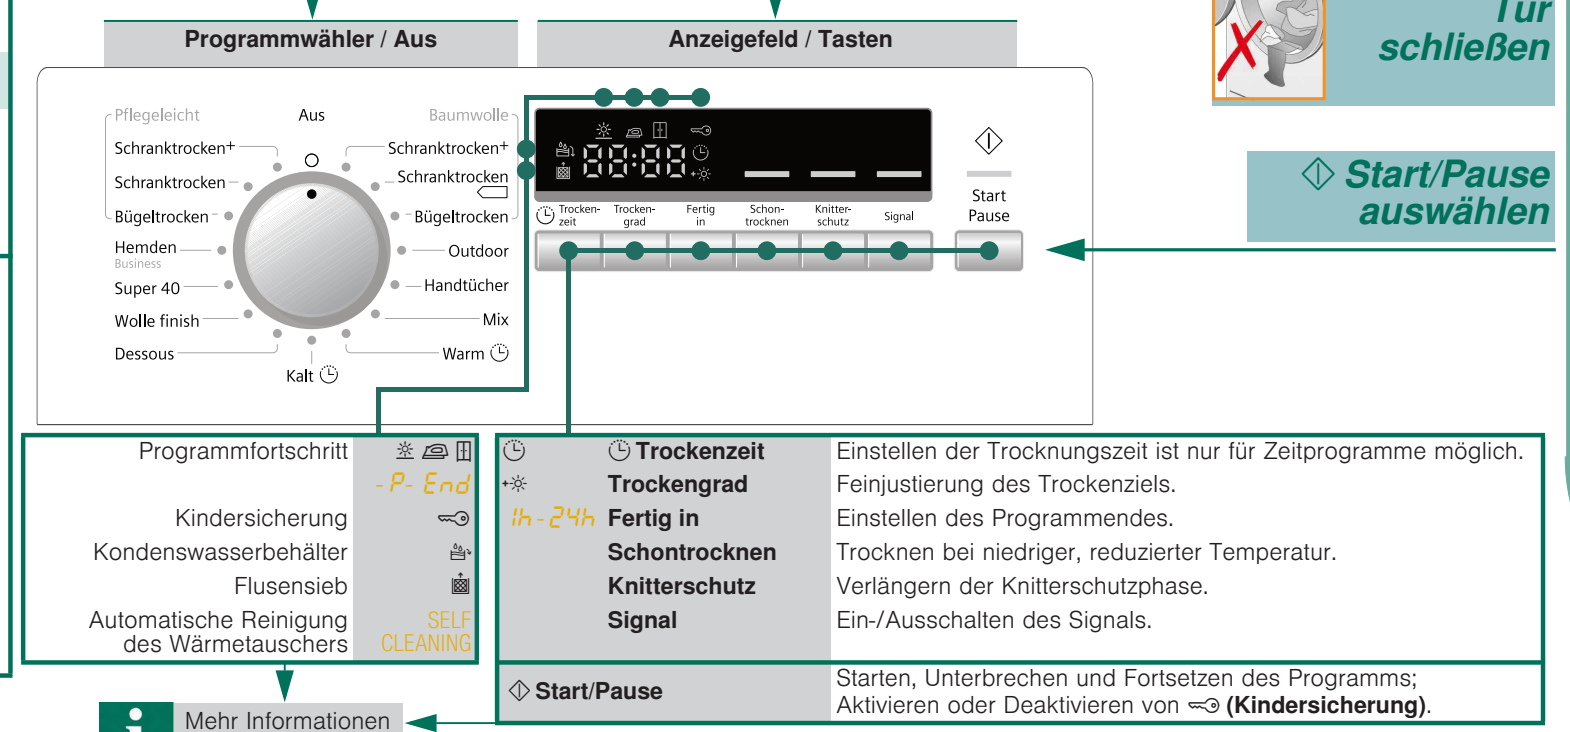 Programmwähler / Aus
Anzeigefeld / Tasten
Tür
schließen
Pflegeleicht
Aus
Baumwolle
Schranktrocken+
Schranktrocken+
Schranktrocken
Schranktrocken
Bügeltrocken
Bügeltrocken
Hemden
Business
Outdoor
Super 40
Handtücher
Wolle finish
Mix
Dessous
Warm
Kalt
88:88
Trocken-
zeit
Trocken-
grad
Fertig
in
Schon-
trocknen
Knitter-
schutz
Signal
Start
Pause
Start/Pause
auswählen
Programmfortschritt
- P - End
Kindersicherung
Kondenswasserbehälter
Flusensieb
Automatische Reinigung
des Wärmetauschers
SELF
CLEANING
Trockenzeit Einstellen der Trocknungszeit ist nur für Zeitprogramme möglich.
Trockengrad Feinjustierung des Trockenziels.
1h - 24h Fertig in Einstellen des Programmendes.
Schontrocknen Trocknen bei niedriger, reduzierter Temperatur.
Knitterschutz Verlängern der Knitterschutzphase.
Signal Ein-/Ausschalten des Signals.
Start/Pause
Starten, Unterbrechen und Fortsetzen des Programms;
Aktivieren oder Deaktivieren von (Kindersicherung).
i Mehr Informationen